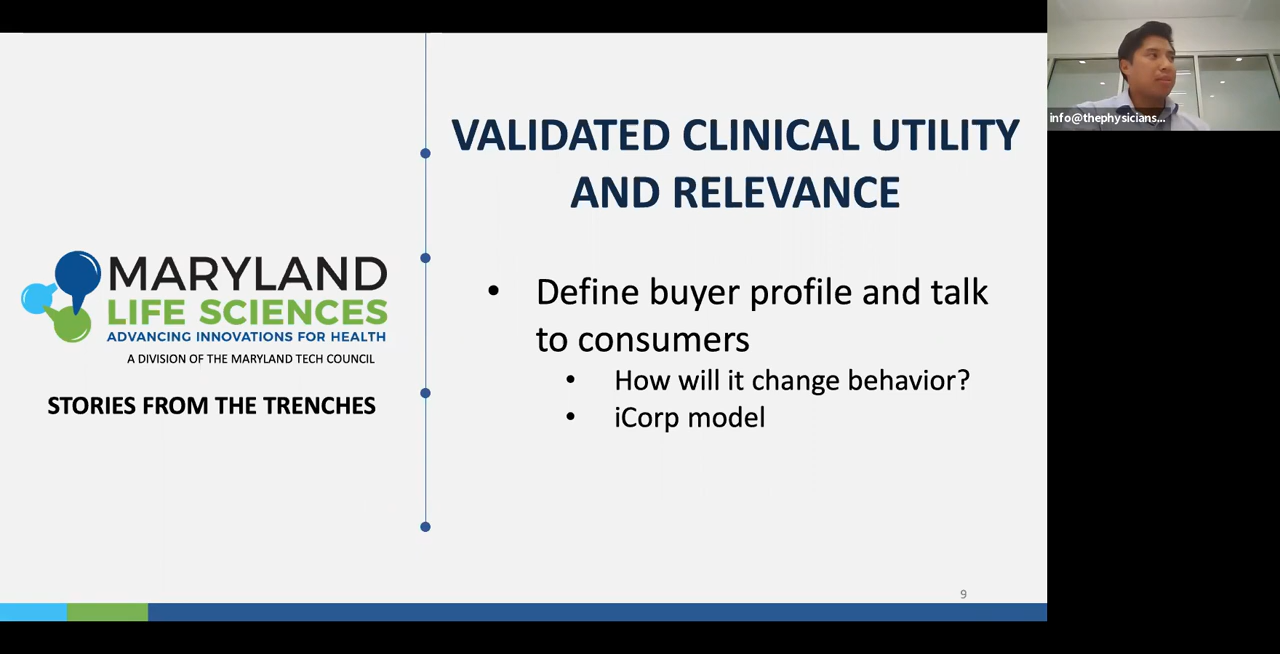 VALIDATED CLINICAL UTILITY
AND RELEVANCE
MARYLAND
LIFE SCIENCES
ADVANCING INNOVATIONS FOR HEALTH
A DIVISION OF THE MARYLAND TECH COUNCIL
STORIES FROM THE TRENCHES
• Define buyer profile and talk
to consumers
• How will it change behavior?
• iCorp model
9
info@thephysicians...